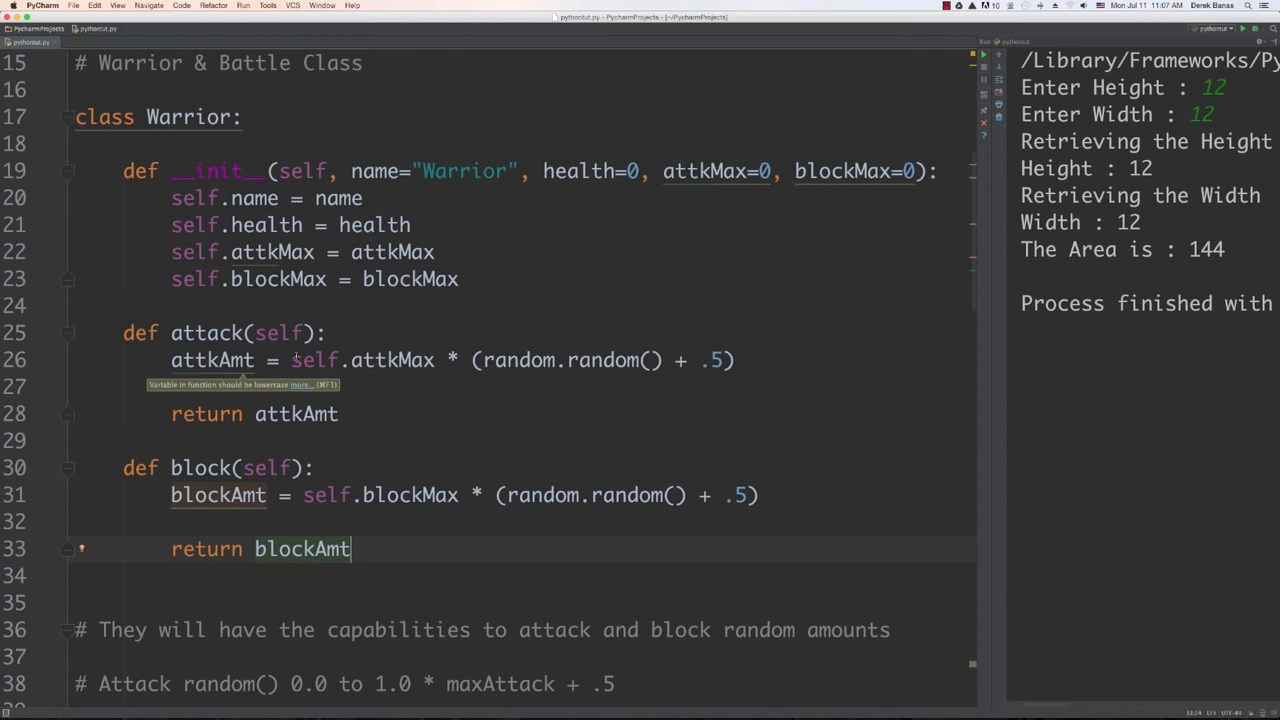 PyCharm File Edit View Navigate Code Refactor Run Tools VCS Window Help
10 Mon Jul 11 11:07 AM Derek Banas
pythontut.py - PycharmProjects - [~/PycharmProjects]
PycharmProjects pythontut.py pythontut
pythontut.py
Run pythontut
15 # Warrior & Battle Class
16
17 class Warrior:
18
19 def __init__(self, name="Warrior", health=0, attkMax=0, blockMax=0):
20 self.name = name
21 self.health = health
22 self.attkMax = attkMax
23 self.blockMax = blockMax
24
25 def attack(self):
26 attkAmt = self.attkMax * (random.random() + .5)
Variable in function should be lowercase more... (⌘F1)
27
28 return attkAmt
29
30 def block(self):
31 blockAmt = self.blockMax * (random.random() + .5)
32
33 return blockAmt
34
35
36 # They will have the capabilities to attack and block random amounts
37
38 # Attack random() 0.0 to 1.0 * maxAttack + .5
/Library/Frameworks/Py
Enter Height : 12
Enter Width : 12
Retrieving the Height
Height : 12
Retrieving the Width
Width : 12
The Area is : 144
Process finished with
33:24 LF‡ UTF-8‡